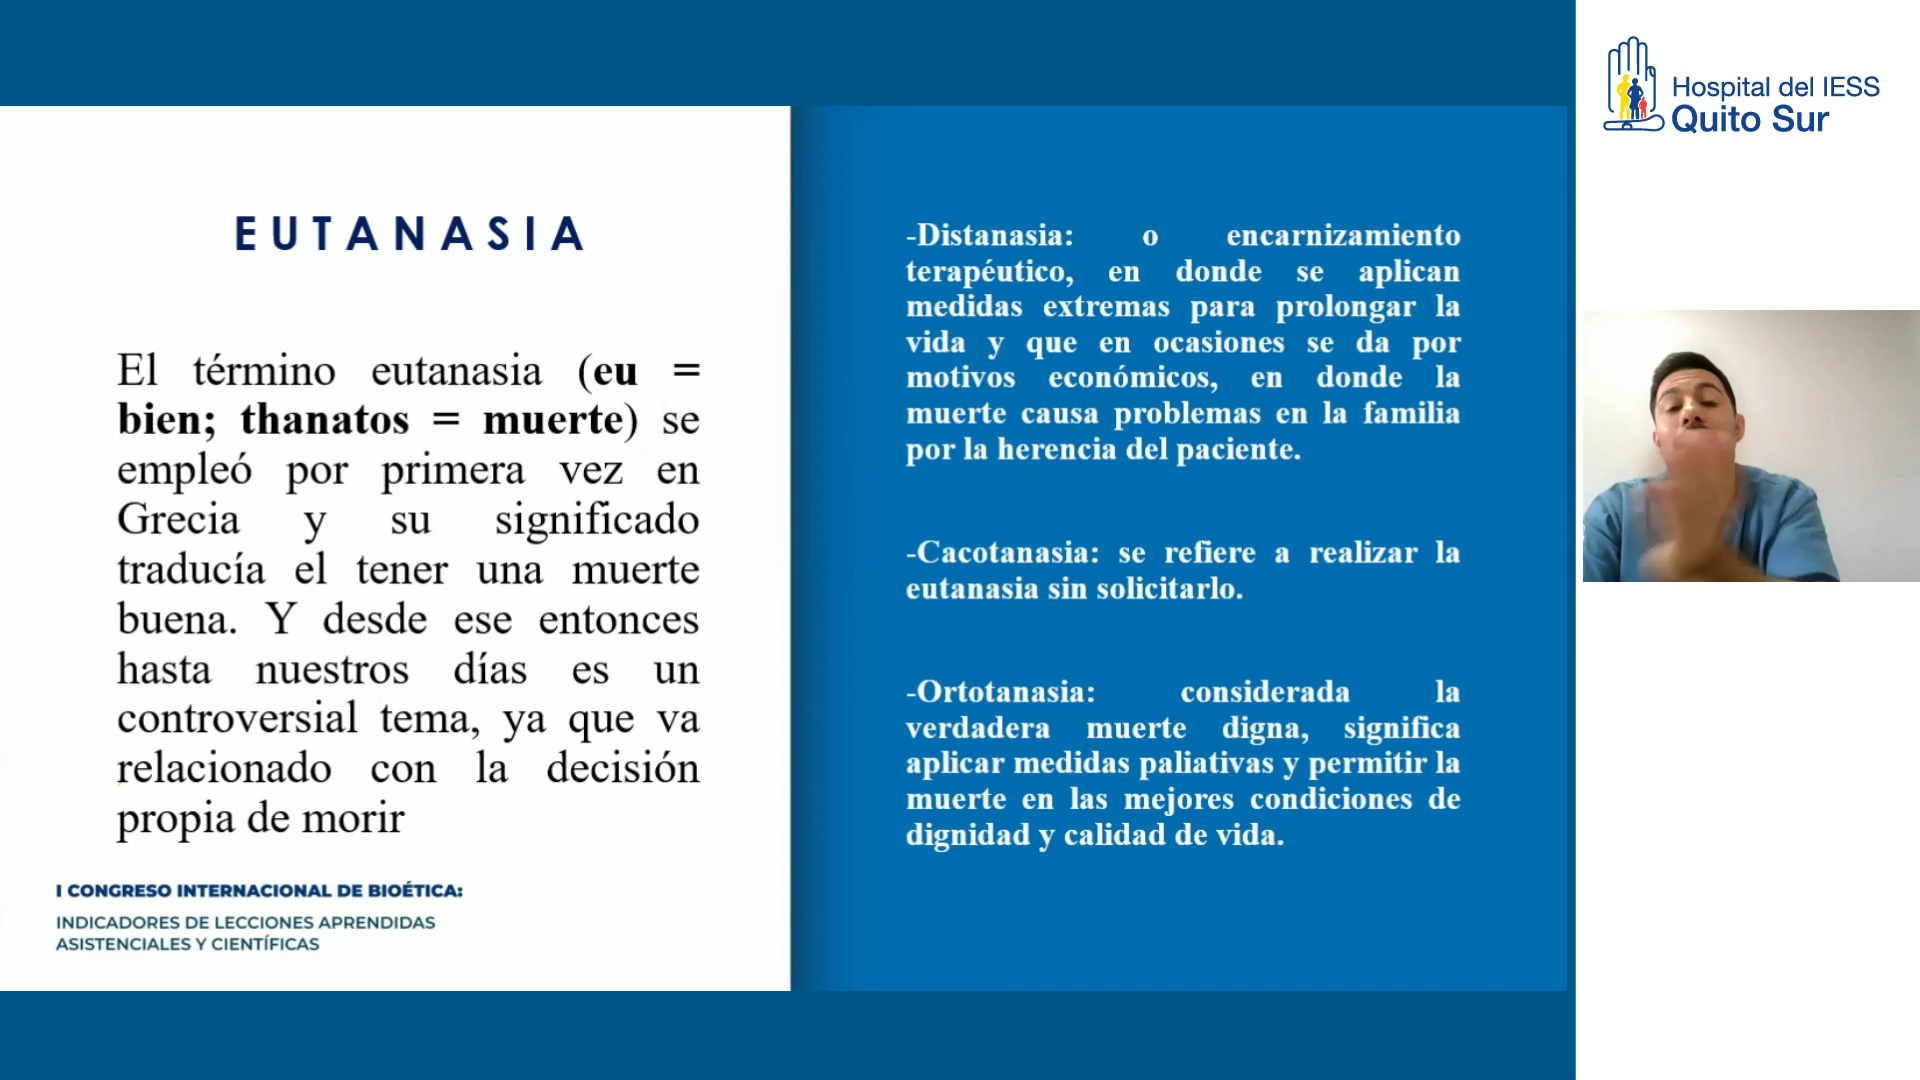 EUTANASIA
El término eutanasia (eu =
bien; thanatos = muerte) se
empleó por primera vez en
Grecia y su significado
traducía el tener una muerte
buena. Y desde ese entonces
hasta nuestros días es un
controversial tema, ya que va
relacionado con la decisión
propia de morir
I CONGRESO INTERNACIONAL DE BIOÉTICA:
INDICADORES DE LECCIONES APRENDIDAS
ASISTENCIALES Y CIENTÍFICAS
-Distanasia: o encarnizamiento
terapéutico, en donde se aplican
medidas extremas para prolongar la
vida y que en ocasiones se da por
motivos económicos, en donde la
muerte causa problemas en la familia
por la herencia del paciente.
-Cacotanasia: se refiere a realizar la
eutanasia sin solicitarlo.
-Ortotanasia: considerada la
verdadera muerte digna, significa
aplicar medidas paliativas y permitir la
muerte en las mejores condiciones de
dignidad y calidad de vida.
Hospital del IESS
Quito Sur